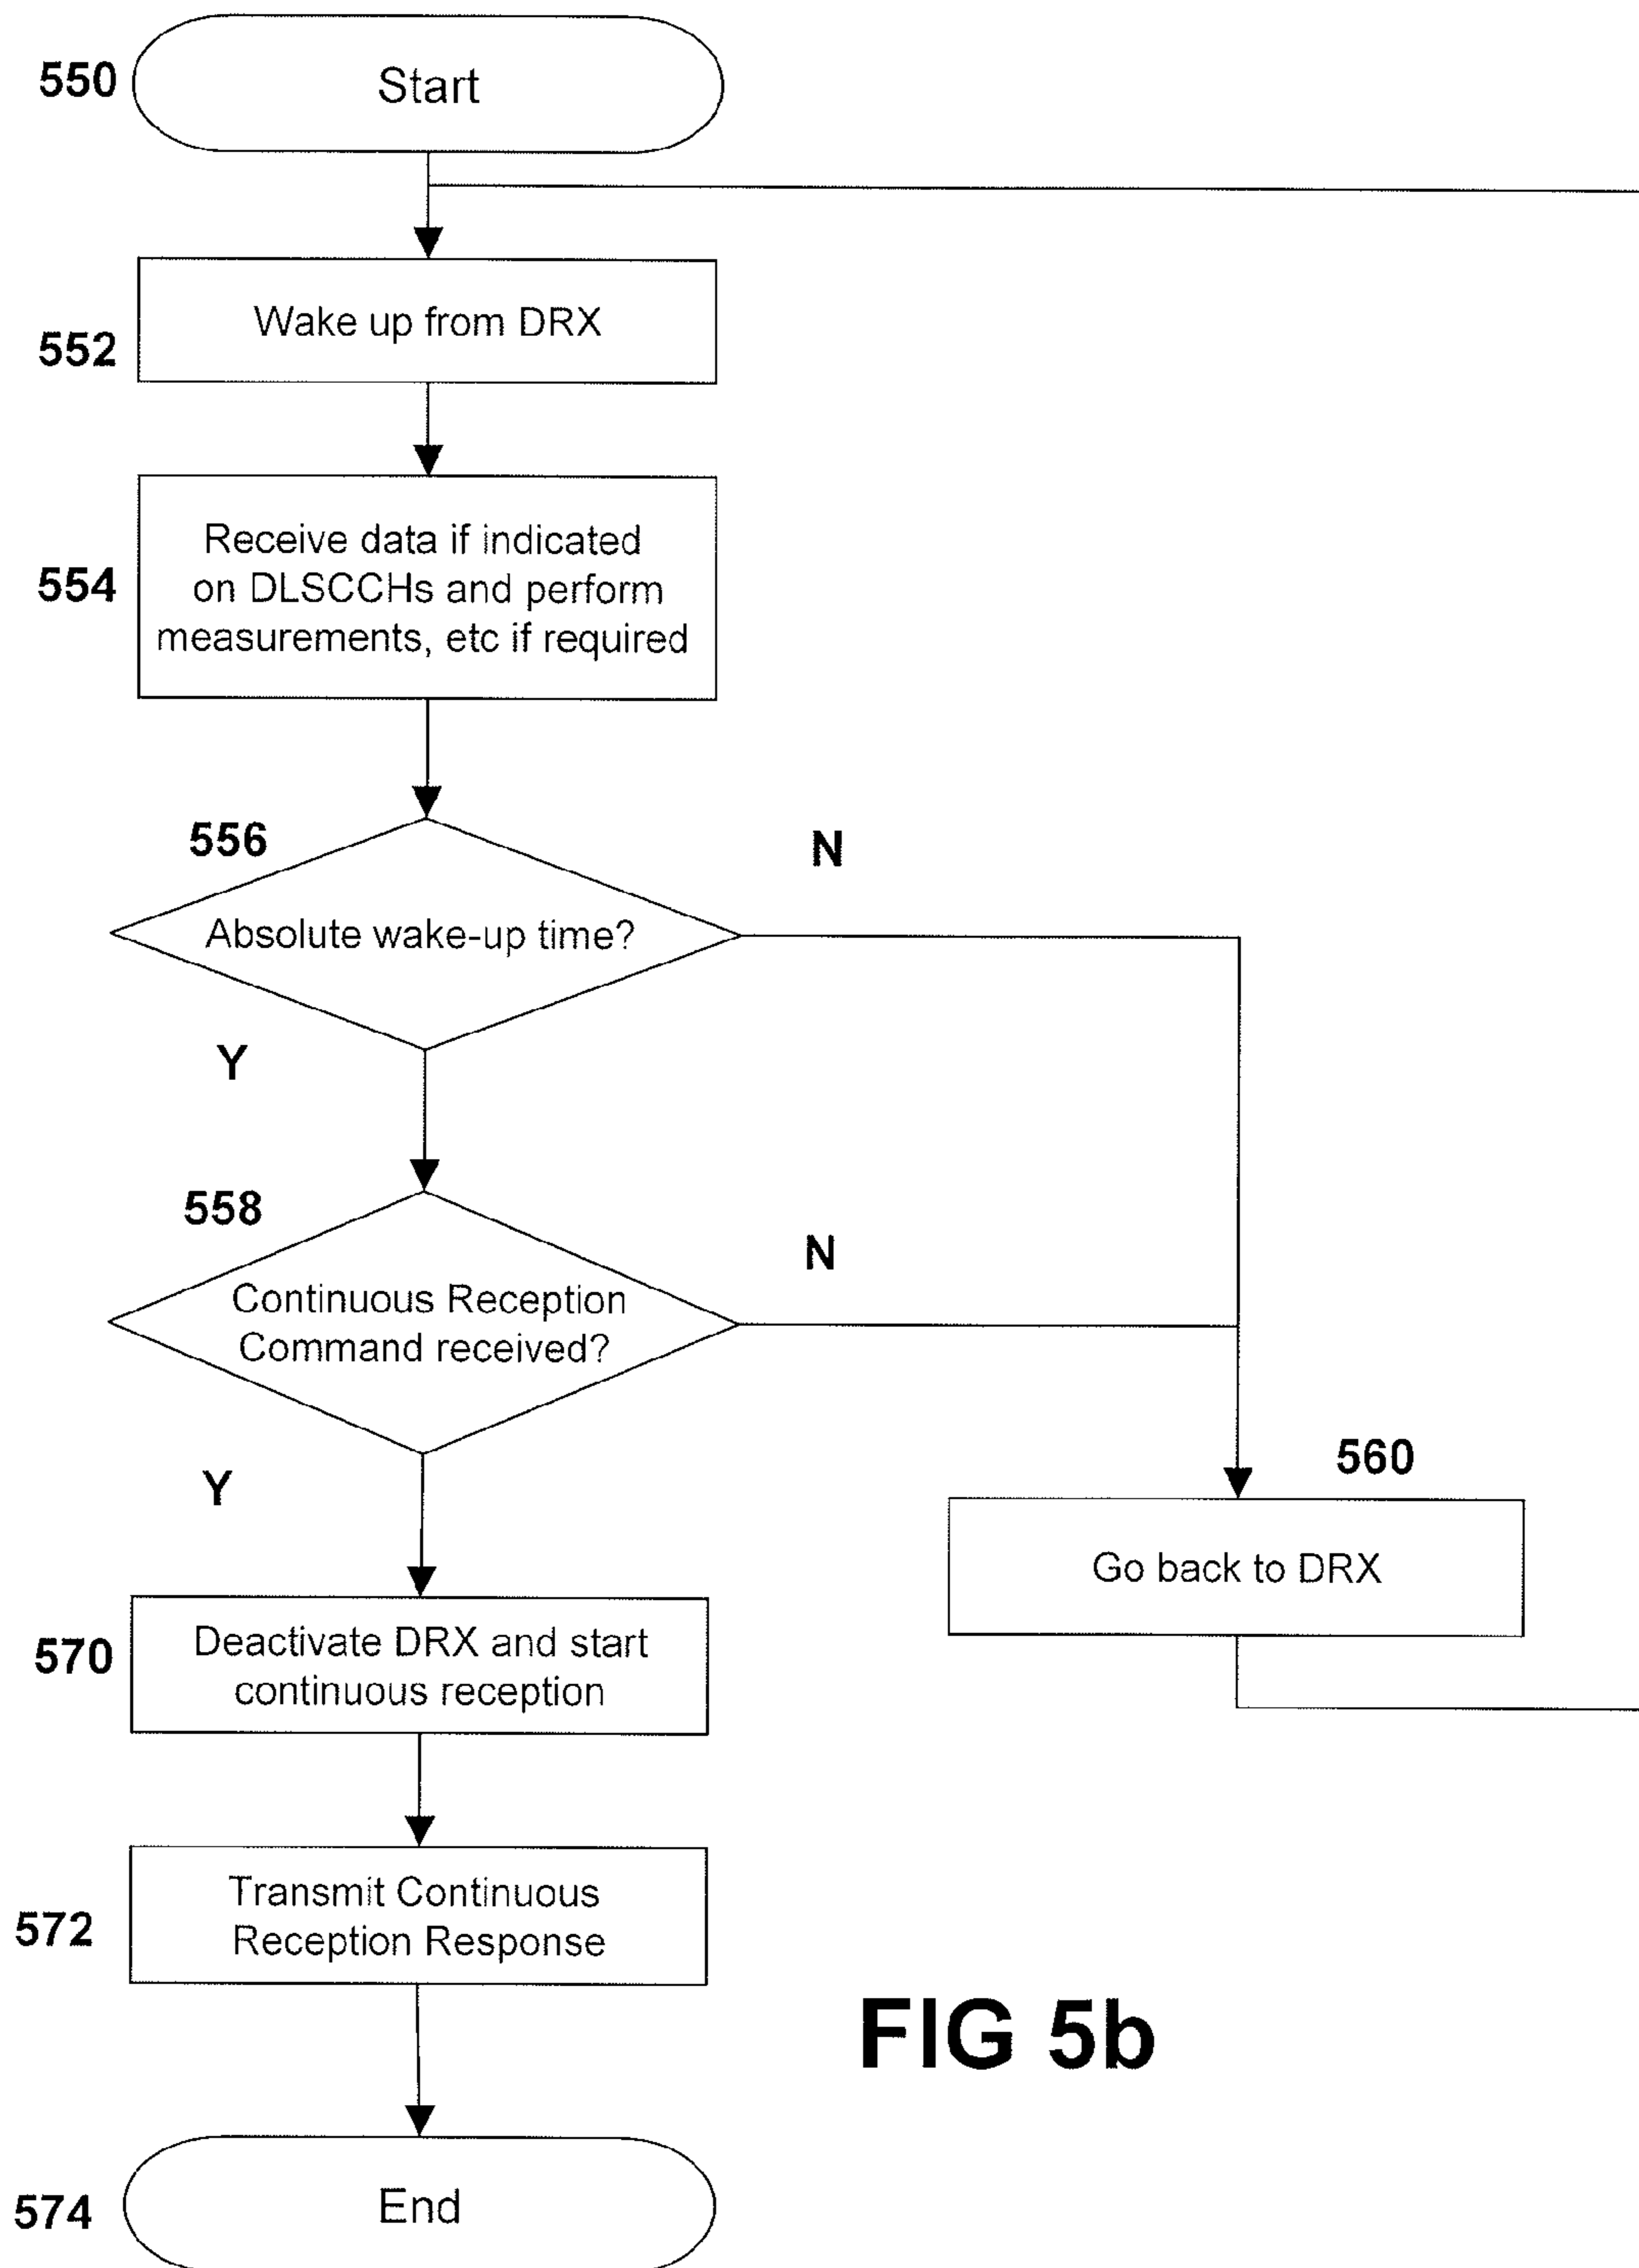 550
Start
552
Wake up from DRX
554
Receive data if indicated
on DLSCCHs and perform
measurements, etc if required
556
N
Absolute wake-up time?
Y
558
N
Continuous Reception
Command received?
Y
560
Go back to DRX
570
Deactivate DRX and start
continuous reception
572
Transmit Continuous
Reception Response
FIG 5b
574
End